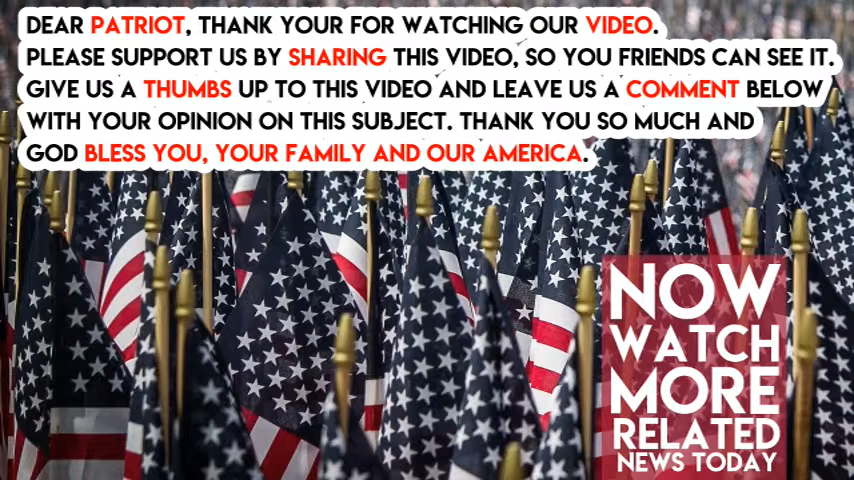 DEAR PATRIOT, THANK YOUR FOR WATCHING OUR VIDEO.
PLEASE SUPPORT US BY SHARING THIS VIDEO, SO YOU FRIENDS CAN SEE IT.
GIVE US A THUMBS UP TO THIS VIDEO AND LEAVE US A COMMENT BELOW
WITH YOUR OPINION ON THIS SUBJECT. THANK YOU SO MUCH AND
GOD BLESS YOU, YOUR FAMILY AND OUR AMERICA.
NOW
WATCH
MORE
RELATED
NEWS TODAY